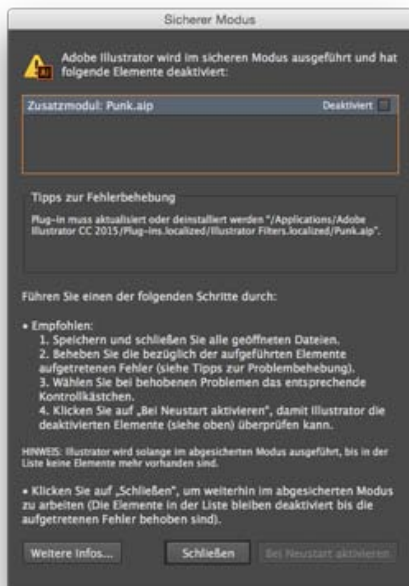 Sicherer Modus
Adobe Illustrator wird im sicheren Modus ausgeführt und hat
folgende Elemente deaktiviert:
Zusatzmodul: Punk.aip Deaktiviert
Tipps zur Fehlerbehebung
Plug-in muss aktualisiert oder deinstalliert werden "/Applications/Adobe
Illustrator CC 2015/Plug-ins.localized/Illustrator Filters.localized/Punk.aip".
Führen Sie einen der folgenden Schritte durch:
• Empfohlen:
1. Speichern und schließen Sie alle geöffneten Dateien.
2. Beheben Sie die bezüglich der aufgeführten Elemente
aufgetretenen Fehler (siehe Tipps zur Problembehebung).
3. Wählen Sie bei behobenen Problemen das entsprechende
Kontrollkästchen.
4. Klicken Sie auf „Bei Neustart aktivieren“, damit Illustrator die
deaktivierten Elemente (siehe oben) überprüfen kann.
HINWEIS: Illustrator wird solange im abgesicherten Modus ausgeführt, bis in der
Liste keine Elemente mehr vorhanden sind.
• Klicken Sie auf „Schließen“, um weiterhin im abgesicherten Modus
zu arbeiten (Die Elemente in der Liste bleiben deaktiviert bis die
aufgetretenen Fehler behoben sind).
Weitere Infos... Schließen Bei Neustart aktivieren